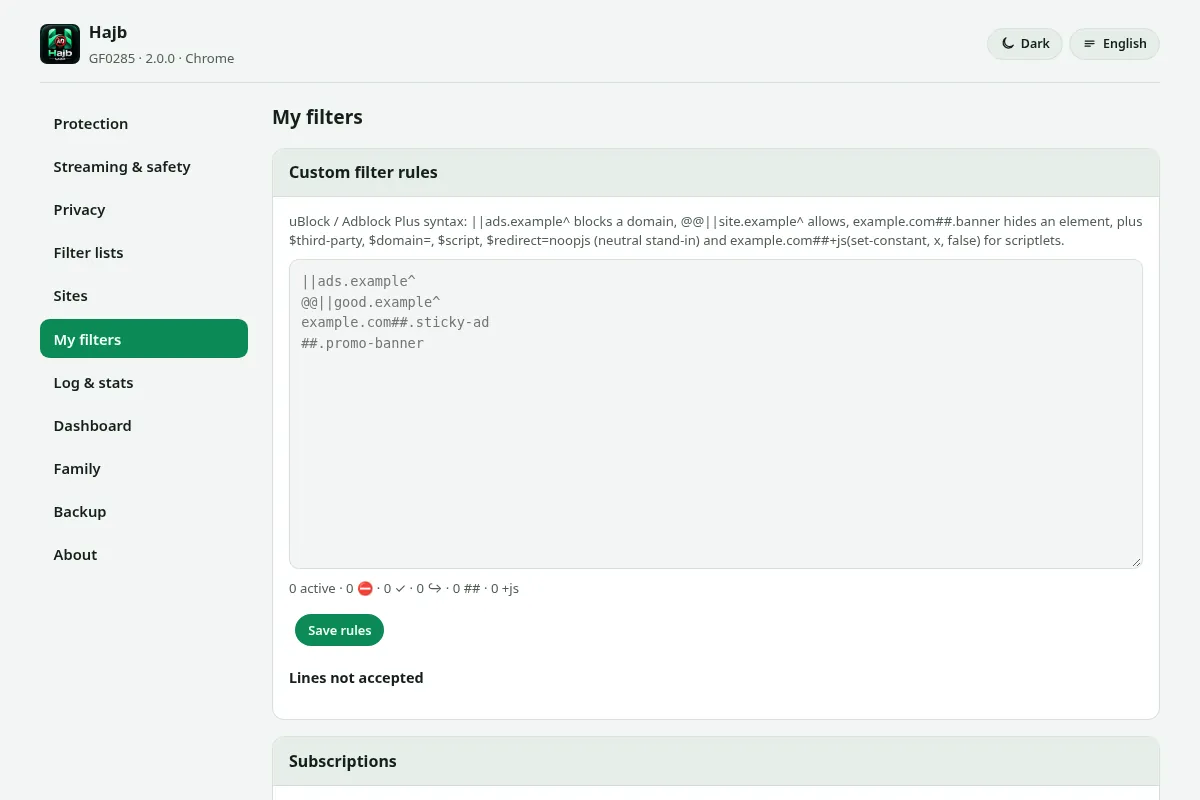 Hajb
GF0285 · 2.0.0 · Chrome
Dark
English
Protection
Streaming & safety
Privacy
Filter lists
Sites
My filters
Log & stats
Dashboard
Family
Backup
About
My filters
Custom filter rules
uBlock / Adblock Plus syntax: ||ads.example^ blocks a domain, @@||site.example^ allows, example.com##.banner hides an element, plus
$third-party, $domain=, $script, $redirect=noopjs (neutral stand-in) and example.com##+js(set-constant, x, false) for scriptlets.
||ads.example^
@@||good.example^
example.com##.sticky-ad
##.promo-banner
0 active · 0 ⛔ · 0 ✓ · 0 ↪ · 0 ## · 0 +js
Save rules
Lines not accepted
Subscriptions